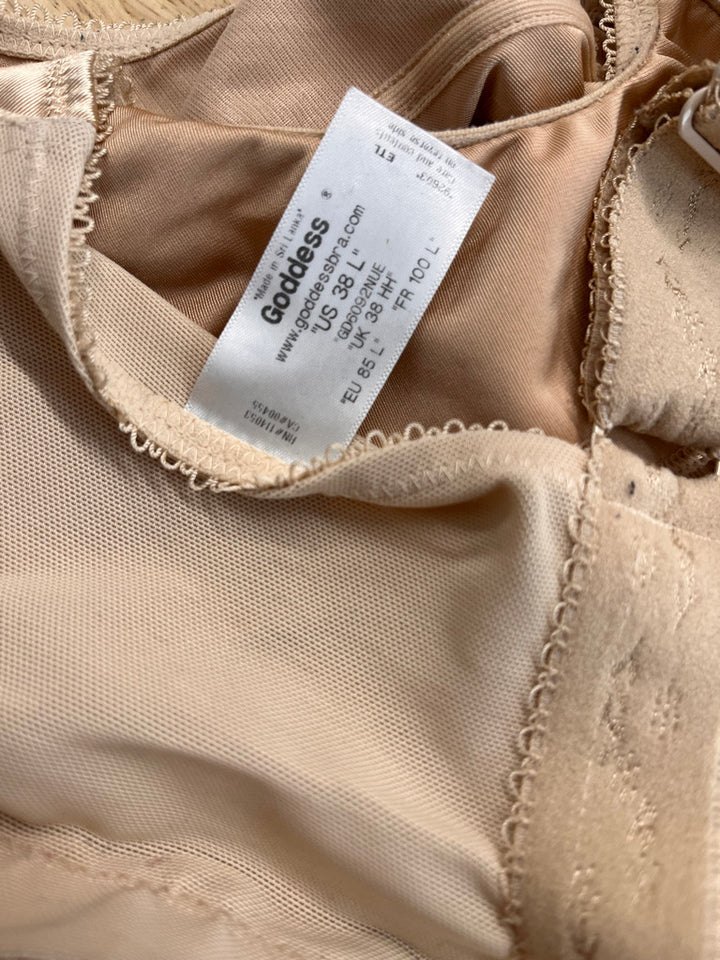 "92603"
ETL
Care and contents
on reverse side.
"Made in Sri Lanka"
Goddess ®
www.goddessbra.com
"US 38 L"
"GD6092NUE
"UK 38 HH"
"EU 85 L"
"FR 100 L"
RN#114053
CA#00455